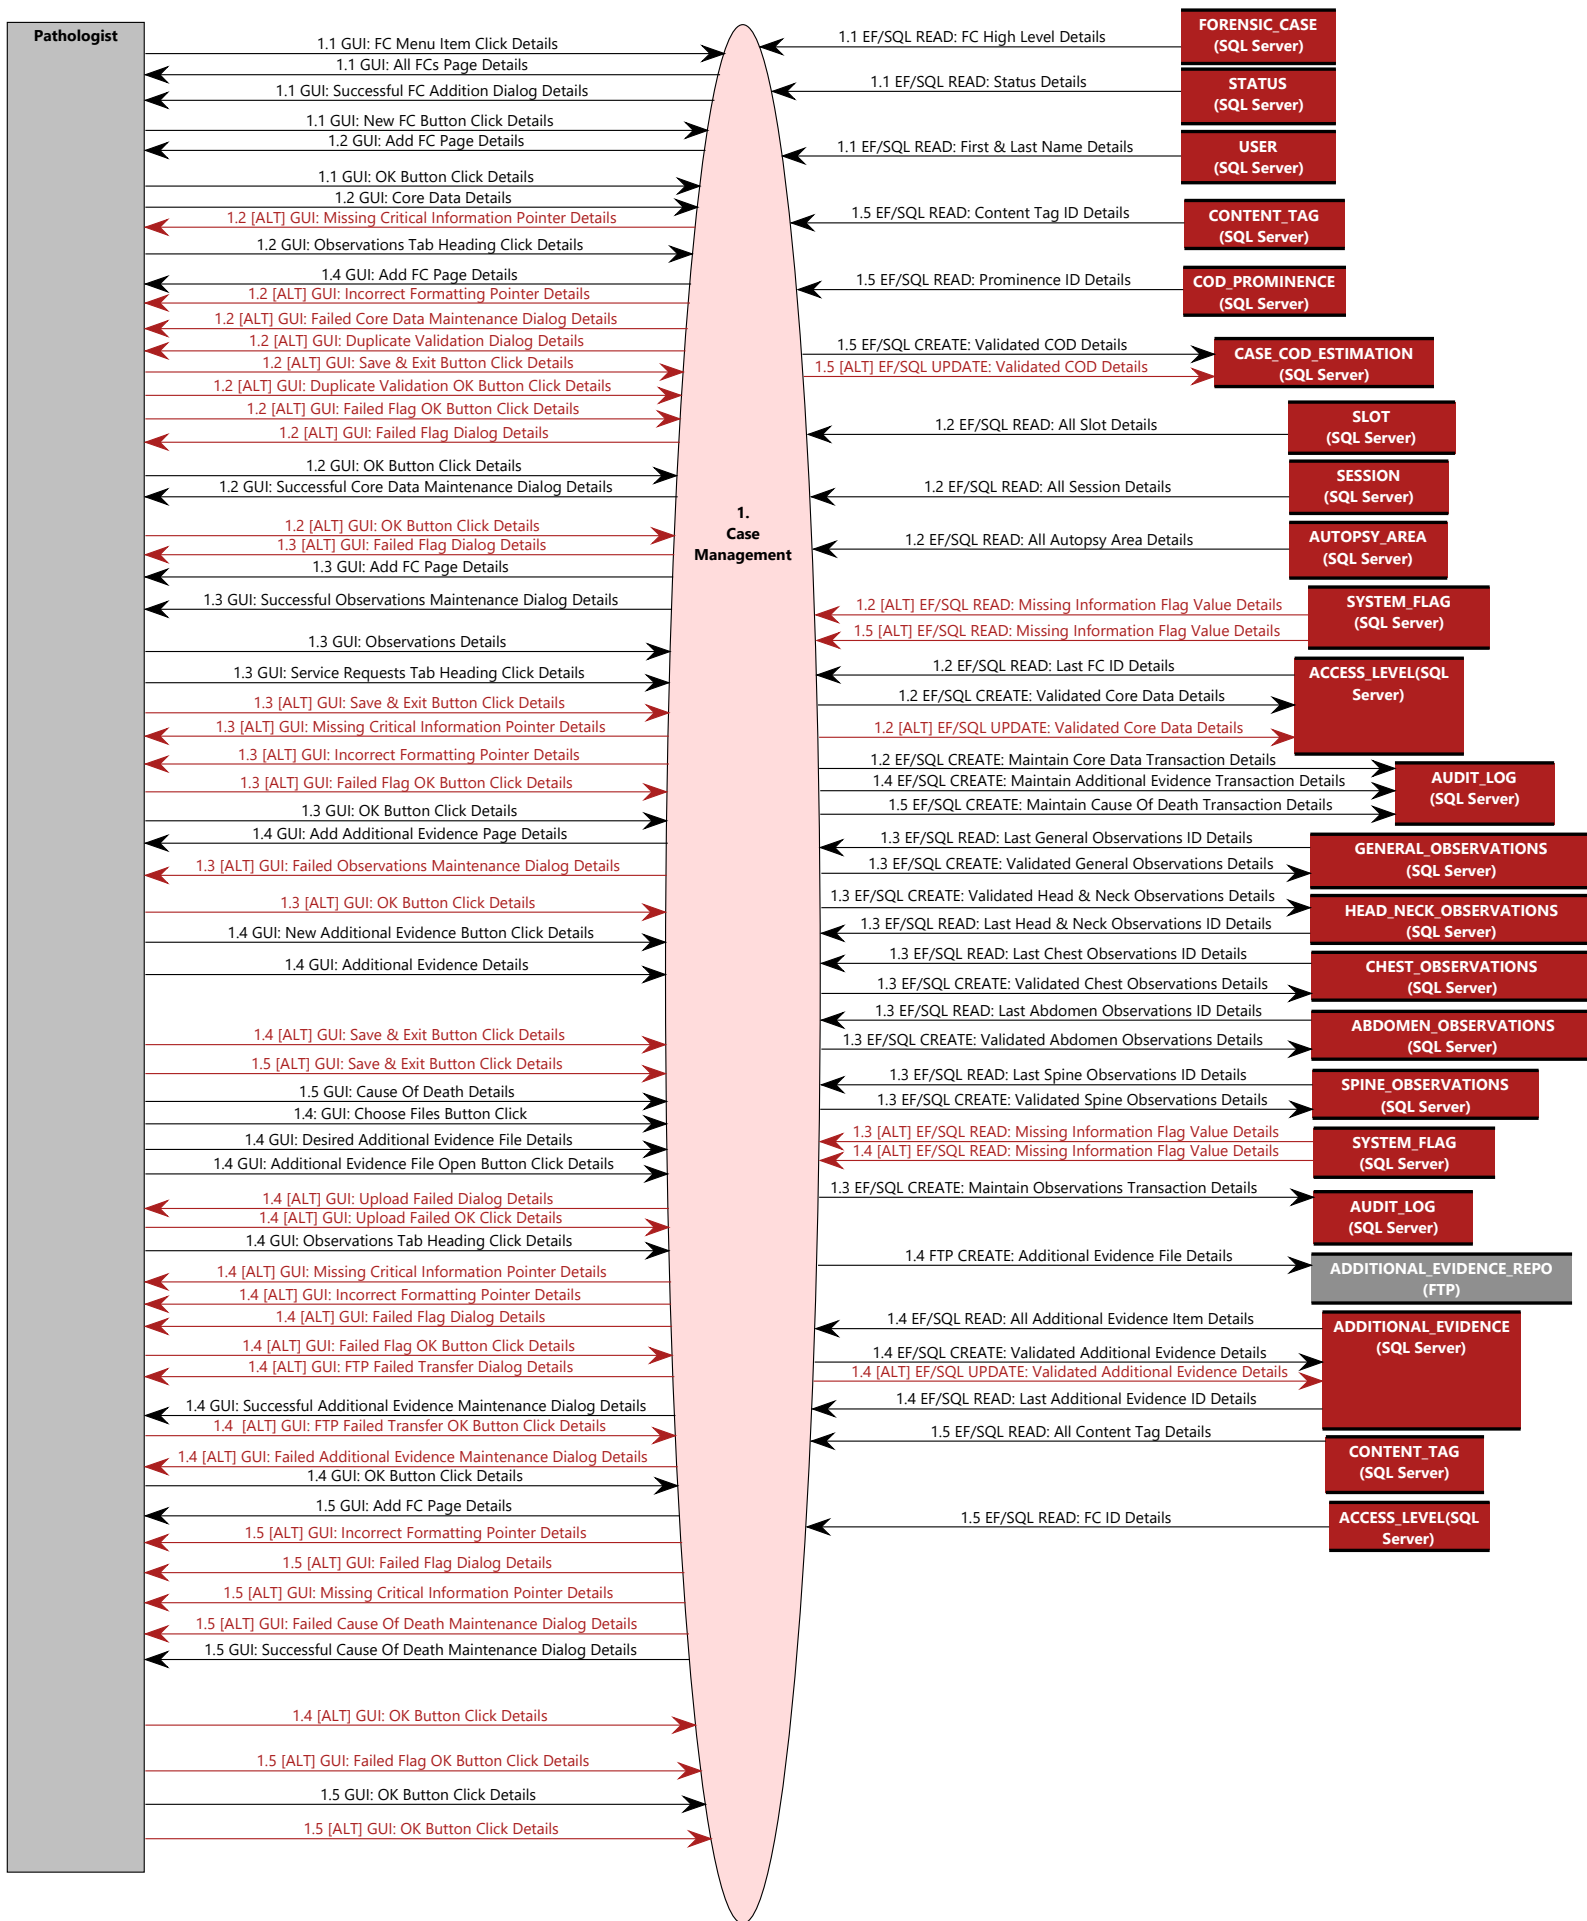 Pathologist
1.1 GUI: FC Menu Item Click Details
1.1 GUI: All FCs Page Details
1.1 GUI: Successful FC Addition Dialog Details
1.1 GUI: New FC Button Click Details
1.2 GUI: Add FC Page Details
1.1 GUI: OK Button Click Details
1.2 GUI: Core Data Details
1.2 [ALT] GUI: Missing Critical Information Pointer Details
1.2 GUI: Observations Tab Heading Click Details
1.4 GUI: Add FC Page Details
1.2 [ALT] GUI: Incorrect Formatting Pointer Details
1.2 [ALT] GUI: Failed Core Data Maintenance Dialog Details
1.2 [ALT] GUI: Duplicate Validation Dialog Details
1.2 [ALT] GUI: Save & Exit Button Click Details
1.2 [ALT] GUI: Duplicate Validation OK Button Click Details
1.2 [ALT] GUI: Failed Flag OK Button Click Details
1.2 [ALT] GUI: Failed Flag Dialog Details
1.2 GUI: OK Button Click Details
1.2 GUI: Successful Core Data Maintenance Dialog Details
1.2 [ALT] GUI: OK Button Click Details
1.3 [ALT] GUI: Failed Flag Dialog Details
1.3 GUI: Add FC Page Details
1.3 GUI: Successful Observations Maintenance Dialog Details
1.3 GUI: Observations Details
1.3 GUI: Service Requests Tab Heading Click Details
1.3 [ALT] GUI: Save & Exit Button Click Details
1.3 [ALT] GUI: Missing Critical Information Pointer Details
1.3 [ALT] GUI: Incorrect Formatting Pointer Details
1.3 [ALT] GUI: Failed Flag OK Button Click Details
1.3 GUI: OK Button Click Details
1.4 GUI: Add Additional Evidence Page Details
1.3 [ALT] GUI: Failed Observations Maintenance Dialog Details
1.3 [ALT] GUI: OK Button Click Details
1.4 GUI: New Additional Evidence Button Click Details
1.4 GUI: Additional Evidence Details
1.4 [ALT] GUI: Save & Exit Button Click Details
1.5 [ALT] GUI: Save & Exit Button Click Details
1.5 GUI: Cause Of Death Details
1.4: GUI: Choose Files Button Click
1.4 GUI: Desired Additional Evidence File Details
1.4 GUI: Additional Evidence File Open Button Click Details
1.4 [ALT] GUI: Upload Failed Dialog Details
1.4 [ALT] GUI: Upload Failed OK Click Details
1.4 GUI: Observations Tab Heading Click Details
1.4 [ALT] GUI: Missing Critical Information Pointer Details
1.4 [ALT] GUI: Incorrect Formatting Pointer Details
1.4 [ALT] GUI: Failed Flag Dialog Details
1.4 [ALT] GUI: Failed Flag OK Button Click Details
1.4 [ALT] GUI: FTP Failed Transfer Dialog Details
1.4 GUI: Successful Additional Evidence Maintenance Dialog Details
1.4  [ALT] GUI: FTP Failed Transfer OK Button Click Details
1.4 [ALT] GUI: Failed Additional Evidence Maintenance Dialog Details
1.4 GUI: OK Button Click Details
1.5 GUI: Add FC Page Details
1.5 [ALT] GUI: Incorrect Formatting Pointer Details
1.5 [ALT] GUI: Failed Flag Dialog Details
1.5 [ALT] GUI: Missing Critical Information Pointer Details
1.5 [ALT] GUI: Failed Cause Of Death Maintenance Dialog Details
1.5 GUI: Successful Cause Of Death Maintenance Dialog Details
1.4 [ALT] GUI: OK Button Click Details
1.5 [ALT] GUI: Failed Flag OK Button Click Details
1.5 GUI: OK Button Click Details
1.5 [ALT] GUI: OK Button Click Details
1.
Case
Management
1.1 EF/SQL READ: FC High Level Details
FORENSIC_CASE
(SQL Server)
1.1 EF/SQL READ: Status Details
STATUS
(SQL Server)
1.1 EF/SQL READ: First & Last Name Details
USER
(SQL Server)
1.5 EF/SQL READ: Content Tag ID Details
CONTENT_TAG
(SQL Server)
1.5 EF/SQL READ: Prominence ID Details
COD_PROMINENCE
(SQL Server)
1.5 EF/SQL CREATE: Validated COD Details
1.5 [ALT] EF/SQL UPDATE: Validated COD Details
CASE_COD_ESTIMATION
(SQL Server)
1.2 EF/SQL READ: All Slot Details
SLOT
(SQL Server)
1.2 EF/SQL READ: All Session Details
SESSION
(SQL Server)
1.2 EF/SQL READ: All Autopsy Area Details
AUTOPSY_AREA
(SQL Server)
1.2 [ALT] EF/SQL READ: Missing Information Flag Value Details
1.5 [ALT] EF/SQL READ: Missing Information Flag Value Details
SYSTEM_FLAG
(SQL Server)
1.2 EF/SQL READ: Last FC ID Details
1.2 EF/SQL CREATE: Validated Core Data Details
1.2 [ALT] EF/SQL UPDATE: Validated Core Data Details
ACCESS_LEVEL(SQL
Server)
1.2 EF/SQL CREATE: Maintain Core Data Transaction Details
1.4 EF/SQL CREATE: Maintain Additional Evidence Transaction Details
1.5 EF/SQL CREATE: Maintain Cause Of Death Transaction Details
AUDIT_LOG
(SQL Server)
1.3 EF/SQL READ: Last General Observations ID Details
1.3 EF/SQL CREATE: Validated General Observations Details
GENERAL_OBSERVATIONS
(SQL Server)
1.3 EF/SQL CREATE: Validated Head & Neck Observations Details
1.3 EF/SQL READ: Last Head & Neck Observations ID Details
HEAD_NECK_OBSERVATIONS
(SQL Server)
1.3 EF/SQL READ: Last Chest Observations ID Details
1.3 EF/SQL CREATE: Validated Chest Observations Details
CHEST_OBSERVATIONS
(SQL Server)
1.3 EF/SQL READ: Last Abdomen Observations ID Details
1.3 EF/SQL CREATE: Validated Abdomen Observations Details
ABDOMEN_OBSERVATIONS
(SQL Server)
1.3 EF/SQL READ: Last Spine Observations ID Details
1.3 EF/SQL CREATE: Validated Spine Observations Details
SPINE_OBSERVATIONS
(SQL Server)
1.3 [ALT] EF/SQL READ: Missing Information Flag Value Details
1.4 [ALT] EF/SQL READ: Missing Information Flag Value Details
SYSTEM_FLAG
(SQL Server)
1.3 EF/SQL CREATE: Maintain Observations Transaction Details
AUDIT_LOG
(SQL Server)
1.4 FTP CREATE: Additional Evidence File Details
ADDITIONAL_EVIDENCE_REPO
(FTP)
1.4 EF/SQL READ: All Additional Evidence Item Details
1.4 EF/SQL CREATE: Validated Additional Evidence Details
1.4 [ALT] EF/SQL UPDATE: Validated Additional Evidence Details
1.4 EF/SQL READ: Last Additional Evidence ID Details
ADDITIONAL_EVIDENCE
(SQL Server)
1.5 EF/SQL READ: All Content Tag Details
CONTENT_TAG
(SQL Server)
1.5 EF/SQL READ: FC ID Details
ACCESS_LEVEL(SQL
Server)